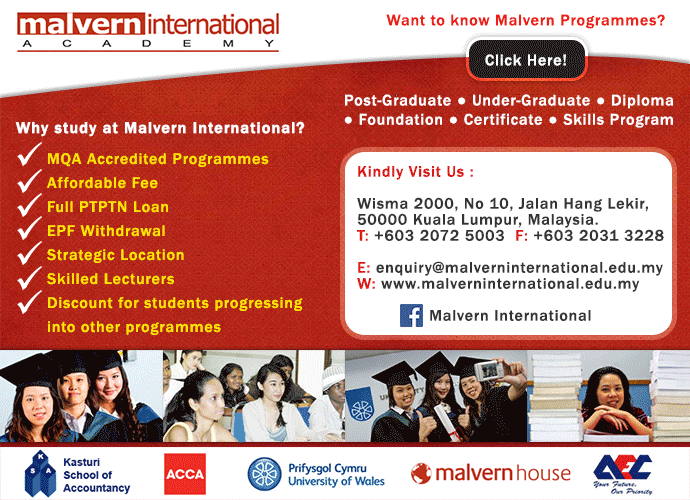 malvern international
ACADEMY
Want to know Malvern Programmes?
Click Here!
Post-Graduate ● Under-Graduate ● Diploma
● Foundation ● Certificate ● Skills Program
Why study at Malvern International?
MQA Accredited Programmes
Affordable Fee
Full PTPTN Loan
EPF Withdrawal
Strategic Location
Skilled Lecturers
Discount for students progressing
into other programmes
Kindly Visit Us :
Wisma 2000, No 10, Jalan Hang Lekir,
50000 Kuala Lumpur, Malaysia.
T: +603 2072 5003 F: +603 2031 3228
E: enquiry@malverninternational.edu.my
W: www.malverninternational.edu.my
Malvern International
KSA
Kasturi
School of
Accountancy
ACCA
Prifysgol Cymru
University of Wales
malvern house
AEC
Your Future,
Our Priority